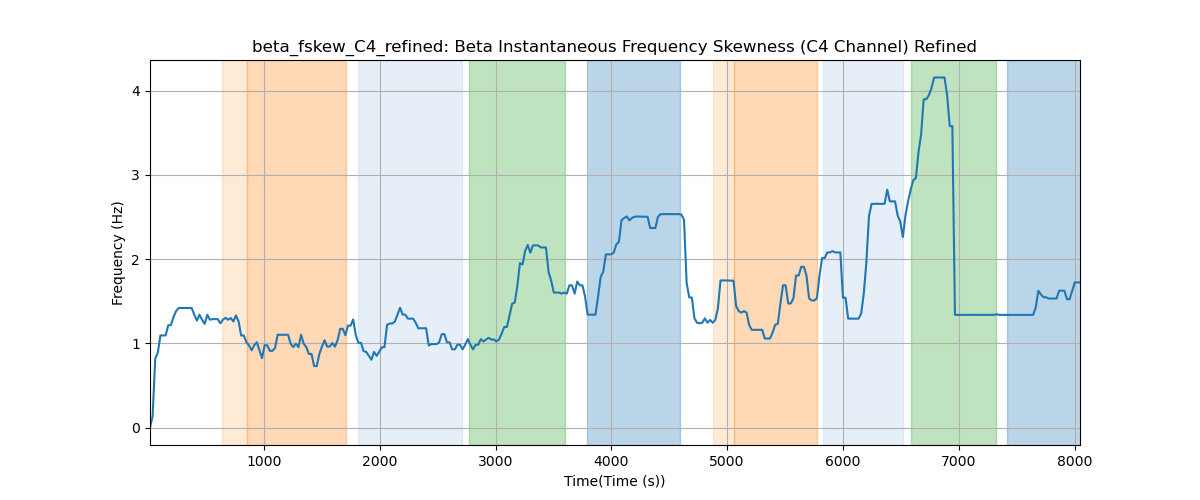 beta_fskew_C4_refined: Beta Instantaneous Frequency Skewness (C4 Channel) Refined
Frequency (Hz)
4
3
2
1
0
1000 2000 3000 4000 5000 6000 7000 8000
Time(Time (s))